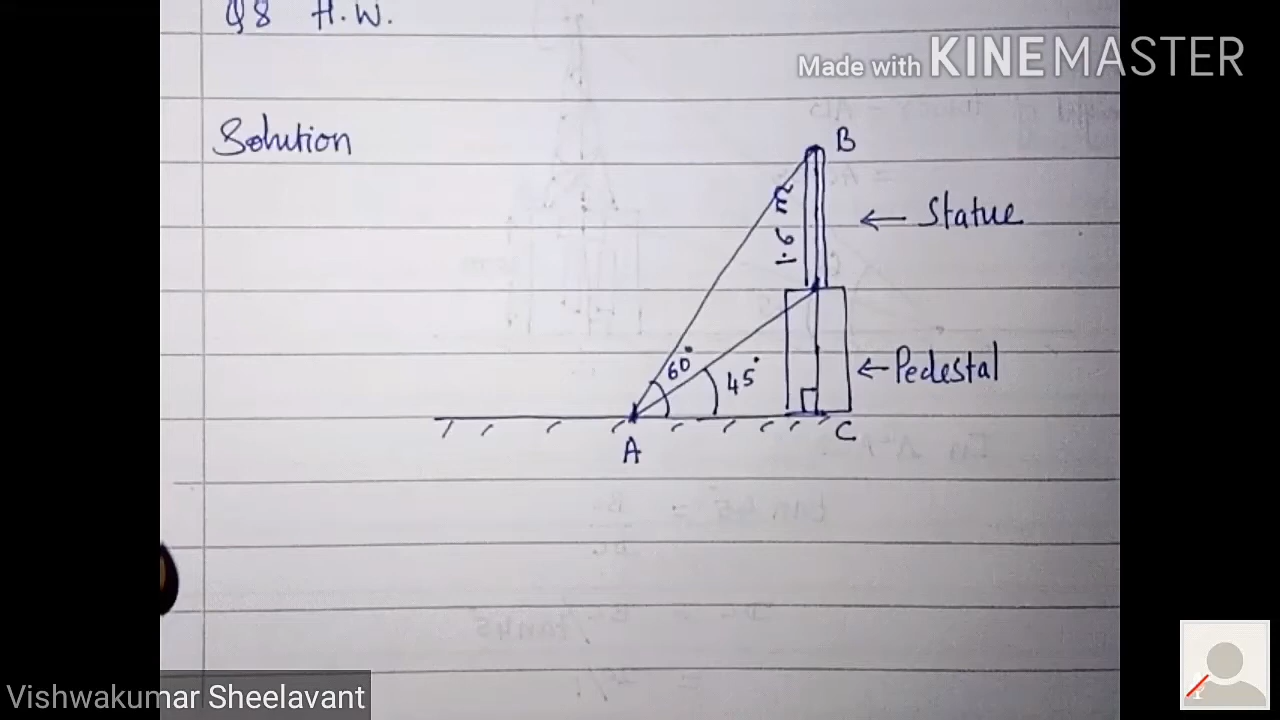 Q8 H.W.
Made with KINEMASTER
Solution
B
1.6 m
← Statue
60°
45°
← Pedestal
A
C
Vishwakumar Sheelavant